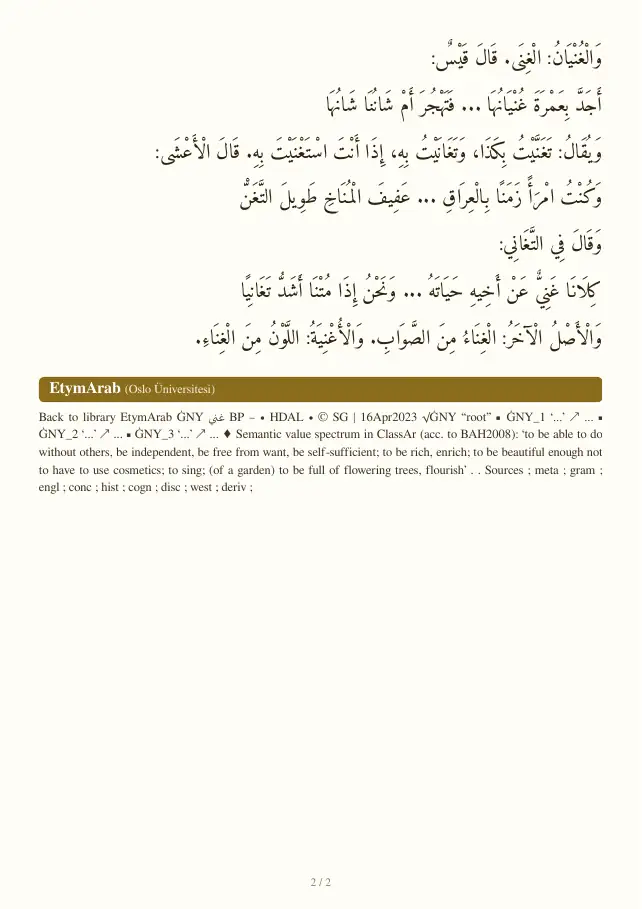 وَالْغُنْيَانُ: الْغِنَى. قَالَ قَيْسٌ:
أَجَدَّ بِعَمْرَةَ غُنْيَانُهَا ... فَتَهْجُرَ أَمْ شَانُنَا شَانُهَا
وَيُقَالُ: تَغَنَّيْتُ بِكَذَا، وَتَغَانَيْتُ بِهِ، إِذَا أَنْتَ اسْتَغْنَيْتَ بِهِ. قَالَ الْأَعْشَى:
وَكُنْتُ امْرَأً زَمَنًا بِالْعِرَاقِ ... عَفِيفَ الْمُنَاخِ طَوِيلَ التَّغَنّْ
وَقَالَ فِي التَّغَانِي:
كِلَانَا غَنِيٌّ عَنْ أَخِيهِ حَيَاتَهُ ... وَنَحْنُ إِذَا مُتْنَا أَشَدُّ تَغَانِيًا
وَالْأَصْلُ الْآخَرُ: الْغِنَاءُ مِنَ الصَّوَابِ. وَالْأُغْنِيَةُ: اللَّوْنُ مِنَ الْغِنَاءِ.
EtymArab (Oslo Üniversitesi)
Back to library EtymArab ĠNY غني BP – • HDAL • © SG | 16Apr2023 √ĠNY “root” ▪ ĠNY_1 ‘...’ ↗ ... ▪
ĠNY_2 ‘...’ ↗ ... ▪ ĠNY_3 ‘...’ ↗ ... ♦ Semantic value spectrum in ClassAr (acc. to BAH2008): ‘to be able to do
without others, be independent, be free from want, be self-sufficient; to be rich, enrich; to be beautiful enough not
to have to use cosmetics; to sing; (of a garden) to be full of flowering trees, flourish’ . . Sources ; meta ; gram ;
engl ; conc ; hist ; cogn ; disc ; west ; deriv ;
2 / 2